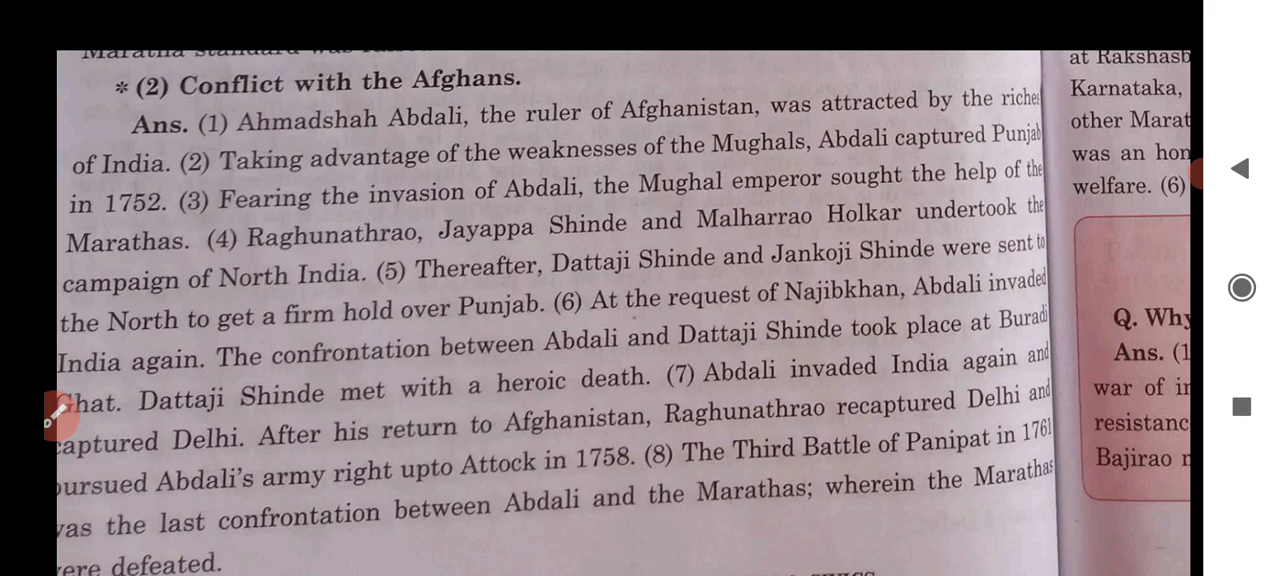 * (2) Conflict with the Afghans.
Ans. (1) Ahmadshah Abdali, the ruler of Afghanistan, was attracted by the riches
of India. (2) Taking advantage of the weaknesses of the Mughals, Abdali captured Punjab
in 1752. (3) Fearing the invasion of Abdali, the Mughal emperor sought the help of the
Marathas. (4) Raghunathrao, Jayappa Shinde and Malharrao Holkar undertook the
campaign of North India. (5) Thereafter, Dattaji Shinde and Jankoji Shinde were sent to
the North to get a firm hold over Punjab. (6) At the request of Najibkhan, Abdali invaded
India again. The confrontation between Abdali and Dattaji Shinde took place at Buradi
Ghat. Dattaji Shinde met with a heroic death. (7) Abdali invaded India again and
captured Delhi. After his return to Afghanistan, Raghunathrao recaptured Delhi and
pursued Abdali's army right upto Attock in 1758. (8) The Third Battle of Panipat in 1761
was the last confrontation between Abdali and the Marathas; wherein the Marathas
were defeated.
at Rakshasb
Karnataka,
other Marat
was an hon
welfare. (6)
Q. Why
Ans. (1
war of in
resistanc
Bajirao